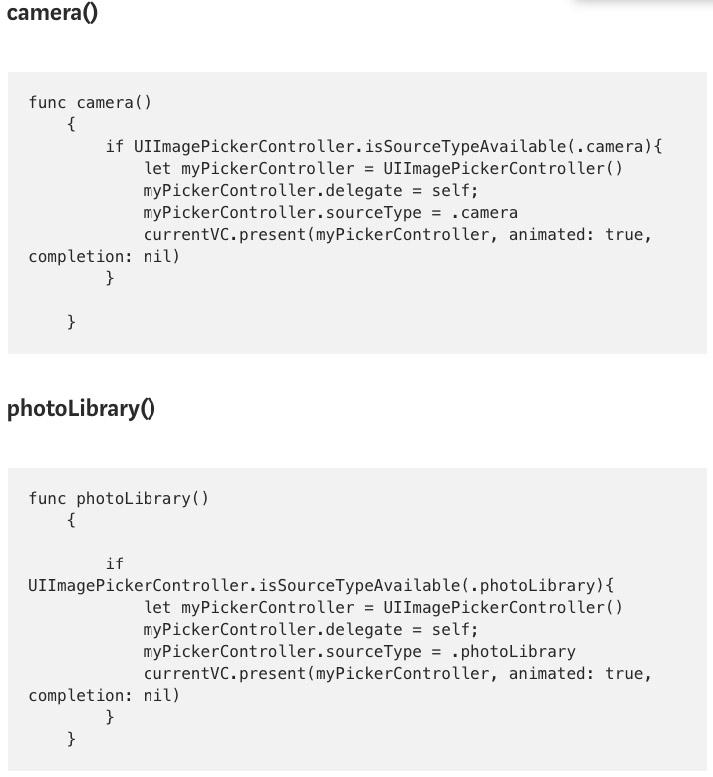 camera()
func camera()
    {
        if UIImagePickerController.isSourceTypeAvailable(.camera){
            let myPickerController = UIImagePickerController()
            myPickerController.delegate = self;
            myPickerController.sourceType = .camera
            currentVC.present(myPickerController, animated: true,
completion: nil)
        }
    }
photoLibrary()
func photoLibrary()
    {
        if
UIImagePickerController.isSourceTypeAvailable(.photoLibrary){
            let myPickerController = UIImagePickerController()
            myPickerController.delegate = self;
            myPickerController.sourceType = .photoLibrary
            currentVC.present(myPickerController, animated: true,
completion: nil)
        }
    }